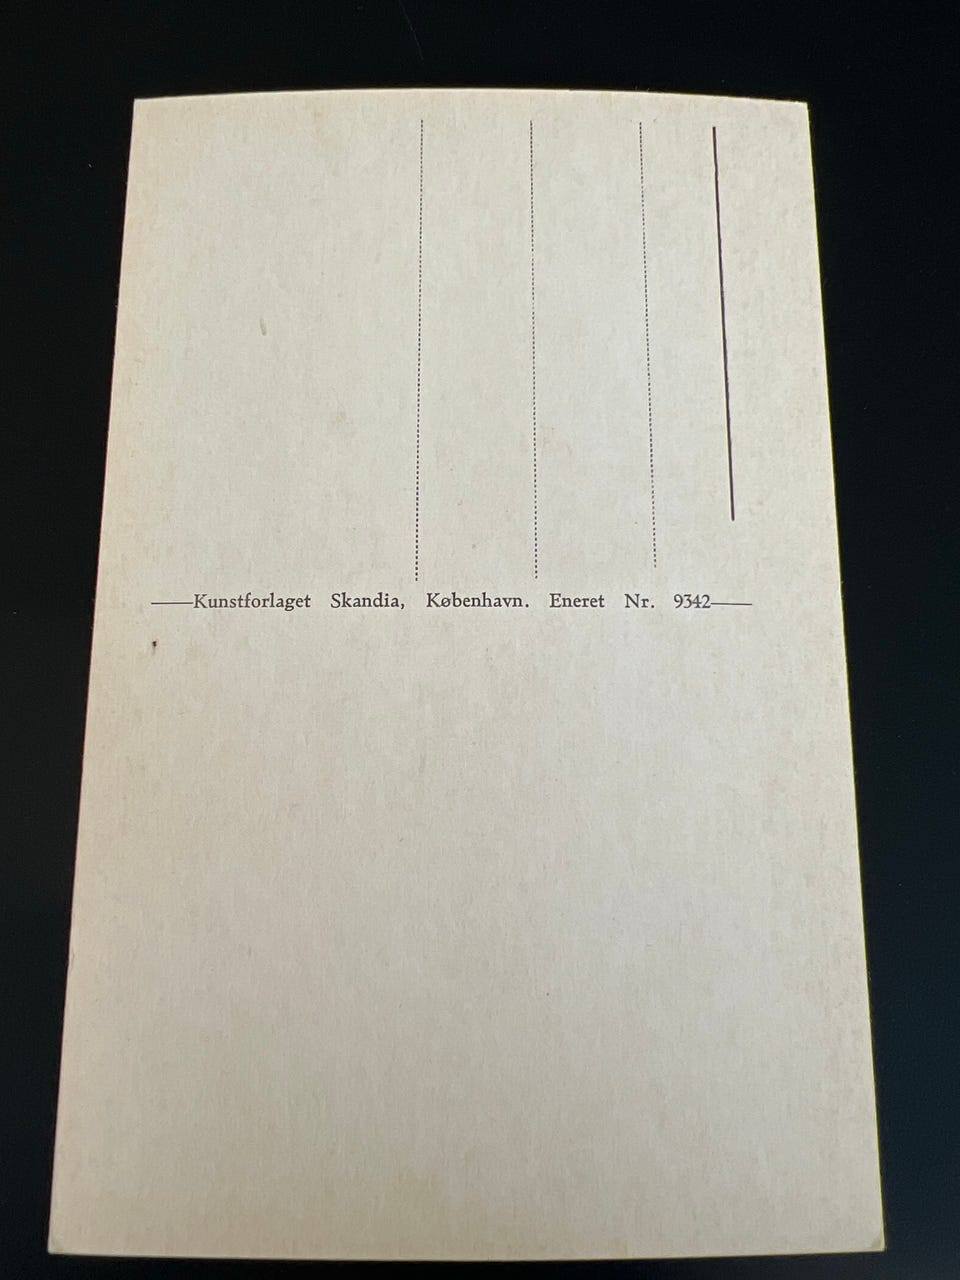 Kunstforlaget Skandia, København. Eneret Nr. 9342